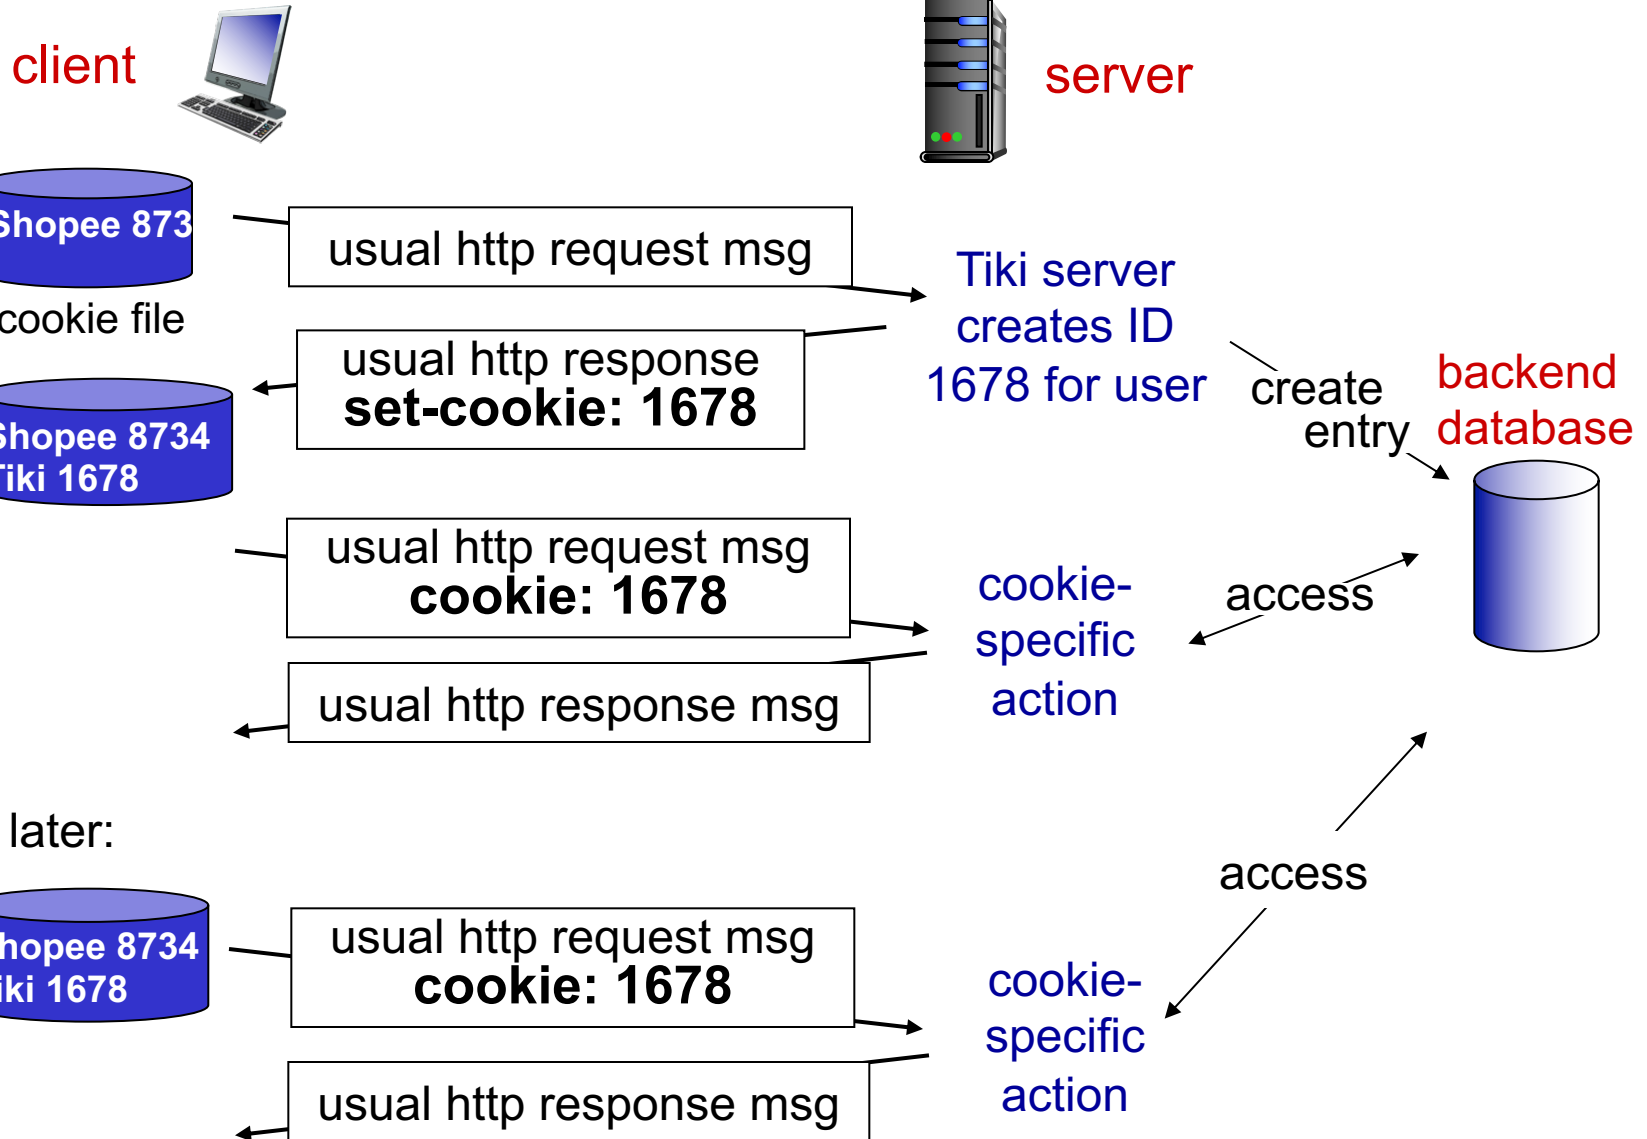 client
server
Shopee 873
cookie file
usual http request msg
Tiki server
creates ID
1678 for user
usual http response
set-cookie: 1678
create
entry
backend
database
Shopee 8734
Tiki 1678
usual http request msg
cookie: 1678
cookie-
specific
action
access
usual http response msg
later:
access
hopee 8734
iki 1678
usual http request msg
cookie: 1678
cookie-
specific
action
usual http response msg